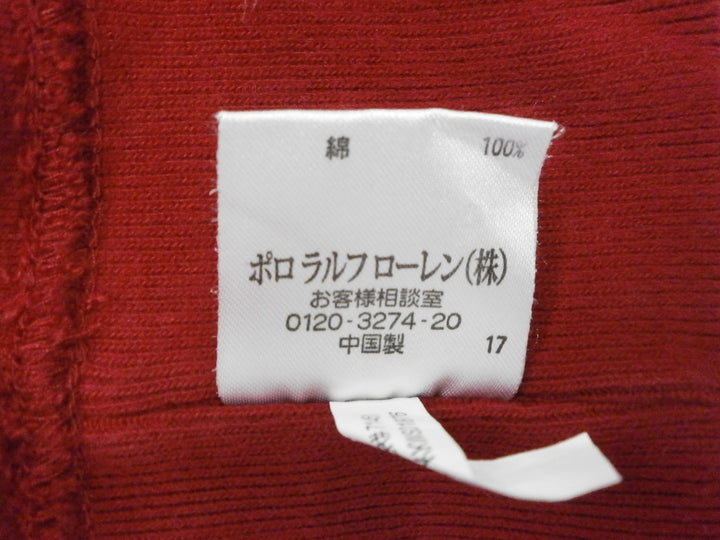 綿 100%
ポロ ラルフ ローレン(株)
お客様相談室
0120-3274-20
中国製 17